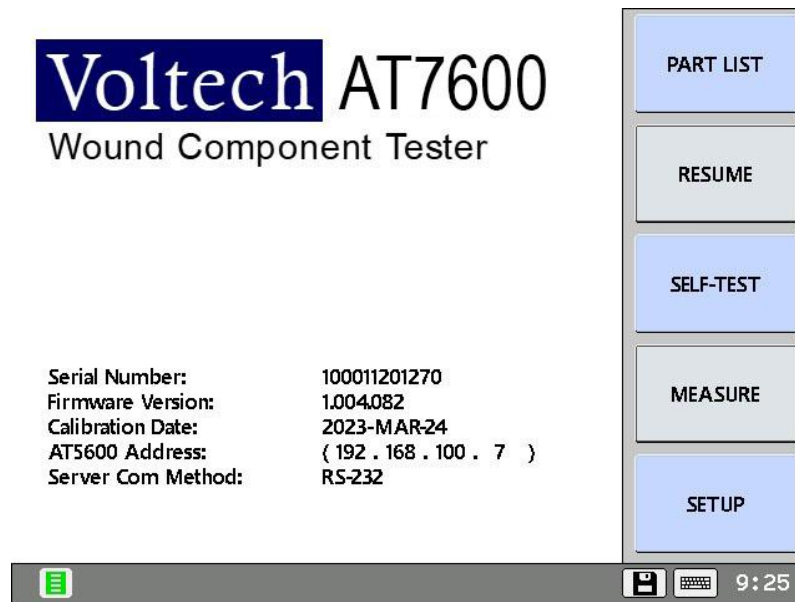 Voltech AT7600
Wound Component Tester
Serial Number: 100011201270
Firmware Version: 1.004.082
Calibration Date: 2023-MAR-24
AT5600 Address: ( 192 . 168 . 100 . 7 )
Server Com Method: RS-232
PART LIST
RESUME
SELF-TEST
MEASURE
SETUP
9:25